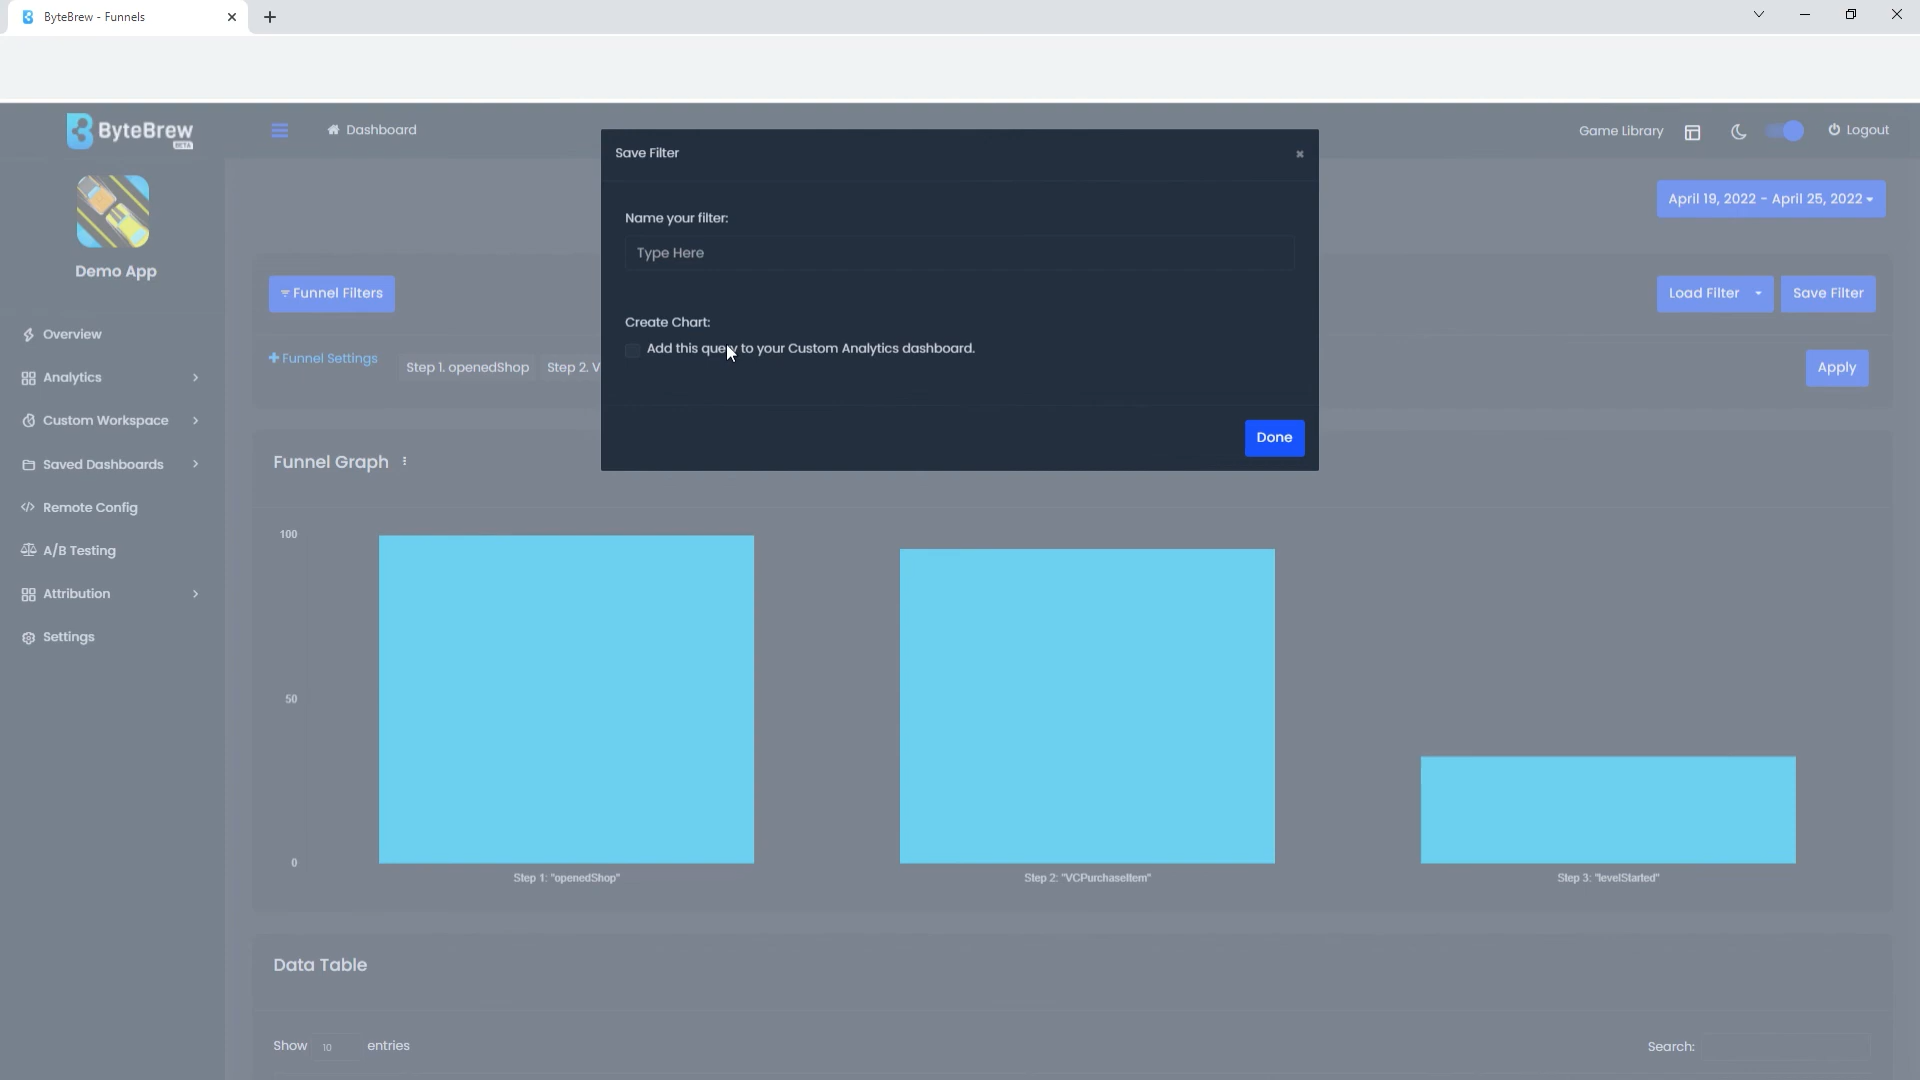 ByteBrew - Funnels
ByteBrew
BETA
Dashboard
Game Library
Logout
Demo App
Overview
Analytics
Custom Workspace
Saved Dashboards
Remote Config
A/B Testing
Attribution
Settings
April 19, 2022 - April 25, 2022
Funnel Filters
Load Filter
Save Filter
Funnel Settings
Step 1. openedShop
Step 2. V
Apply
Save Filter
Name your filter:
Type Here
Create Chart:
Add this query to your Custom Analytics dashboard.
Done
Funnel Graph
100
50
0
Step 1: "openedShop"
Step 2: "VCPurchaseItem"
Step 3: "levelStarted"
Data Table
Show 10 entries
Search: